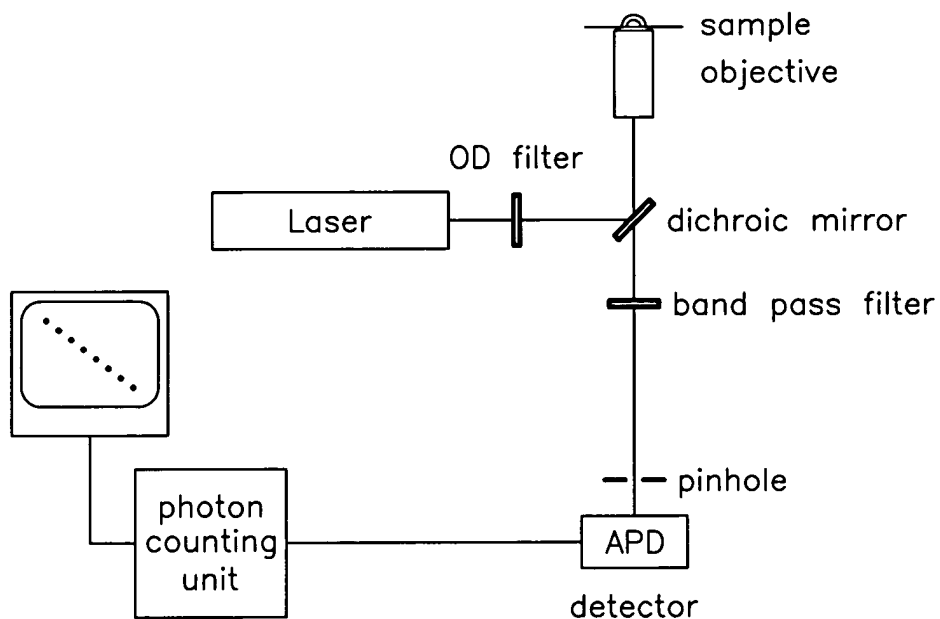 sample
objective
OD filter
Laser
dichroic mirror
band pass filter
pinhole
photon
counting
unit
APD
detector